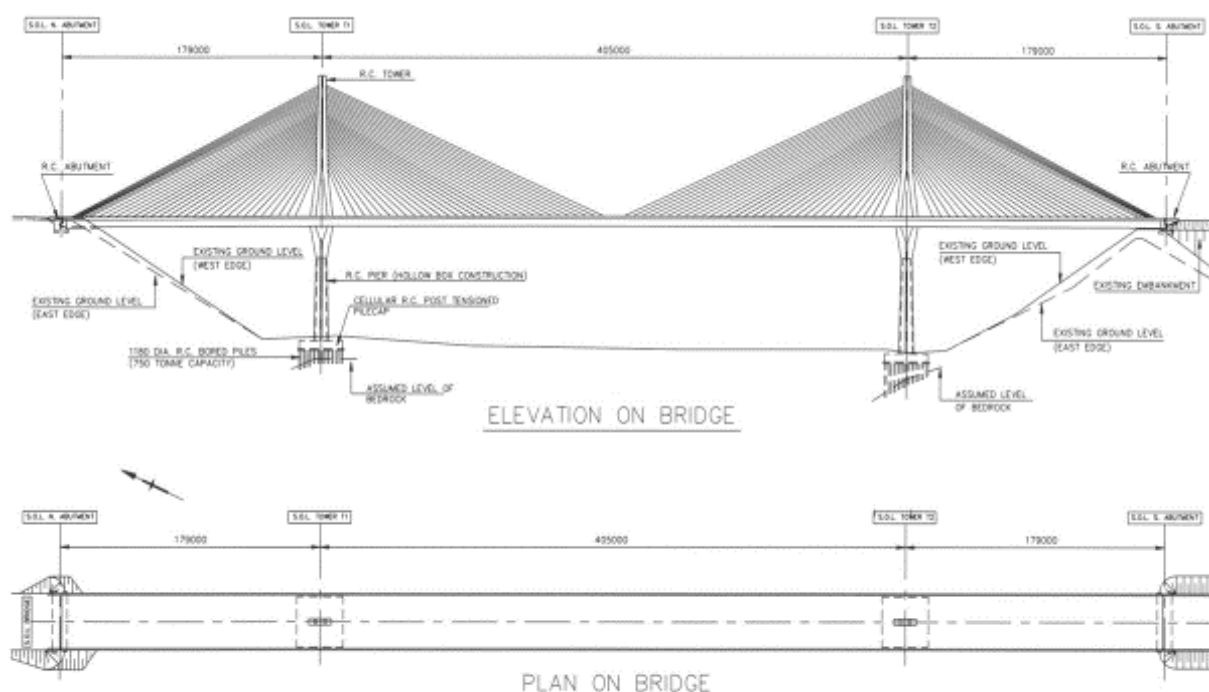 S.O.L. N. ABUTMENT
S.O.L. TOWER T1
S.O.L. TOWER T2
S.O.L. S. ABUTMENT
179000
405000
179000
R.C. TOWER
R.C. ABUTMENT
R.C. ABUTMENT
EXISTING GROUND LEVEL
(WEST EDGE)
EXISTING GROUND LEVEL
(EAST EDGE)
R.C. PIER (HOLLOW BOX CONSTRUCTION)
CELLULAR R.C. POST TENSIONED
PILECAP
1180 DIA. R.C. BORED PILES
(750 TONNE CAPACITY)
ASSUMED LEVEL OF
BEDROCK
EXISTING GROUND LEVEL
(WEST EDGE)
EXISTING EMBANKMENT
EXISTING GROUND LEVEL
(EAST EDGE)
ASSUMED LEVEL
OF BEDROCK
ELEVATION ON BRIDGE
S.O.L. N. ABUTMENT
S.O.L. TOWER T1
S.O.L. TOWER T2
S.O.L. S. ABUTMENT
179000
405000
179000
S.O.L. BRIDGE
PLAN ON BRIDGE